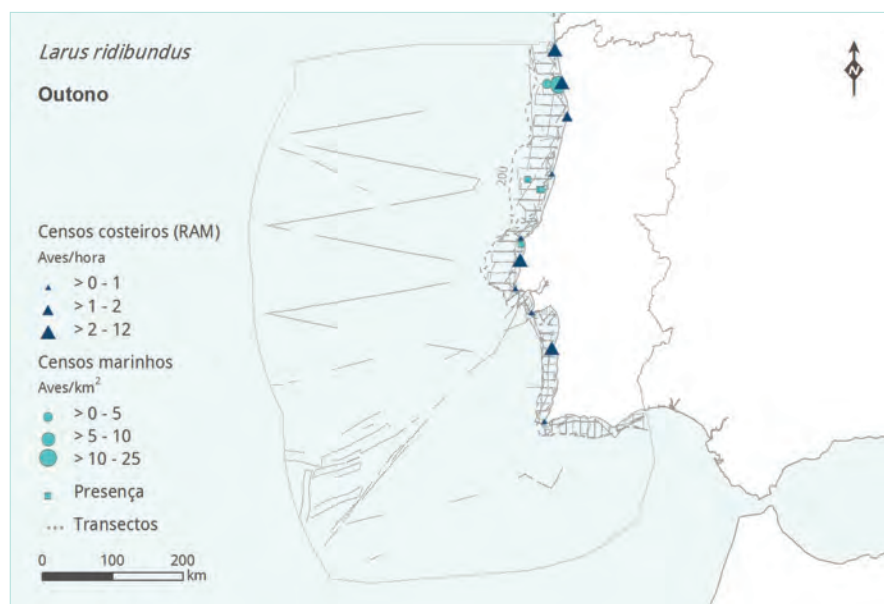 Larus ridibundus
Outono
N
200
Censos costeiros (RAM)
Aves/hora
> 0 - 1
> 1 - 2
> 2 - 12
Censos marinhos
Aves/km²
> 0 - 5
> 5 - 10
> 10 - 25
Presença
Transectos
0 100 200
km